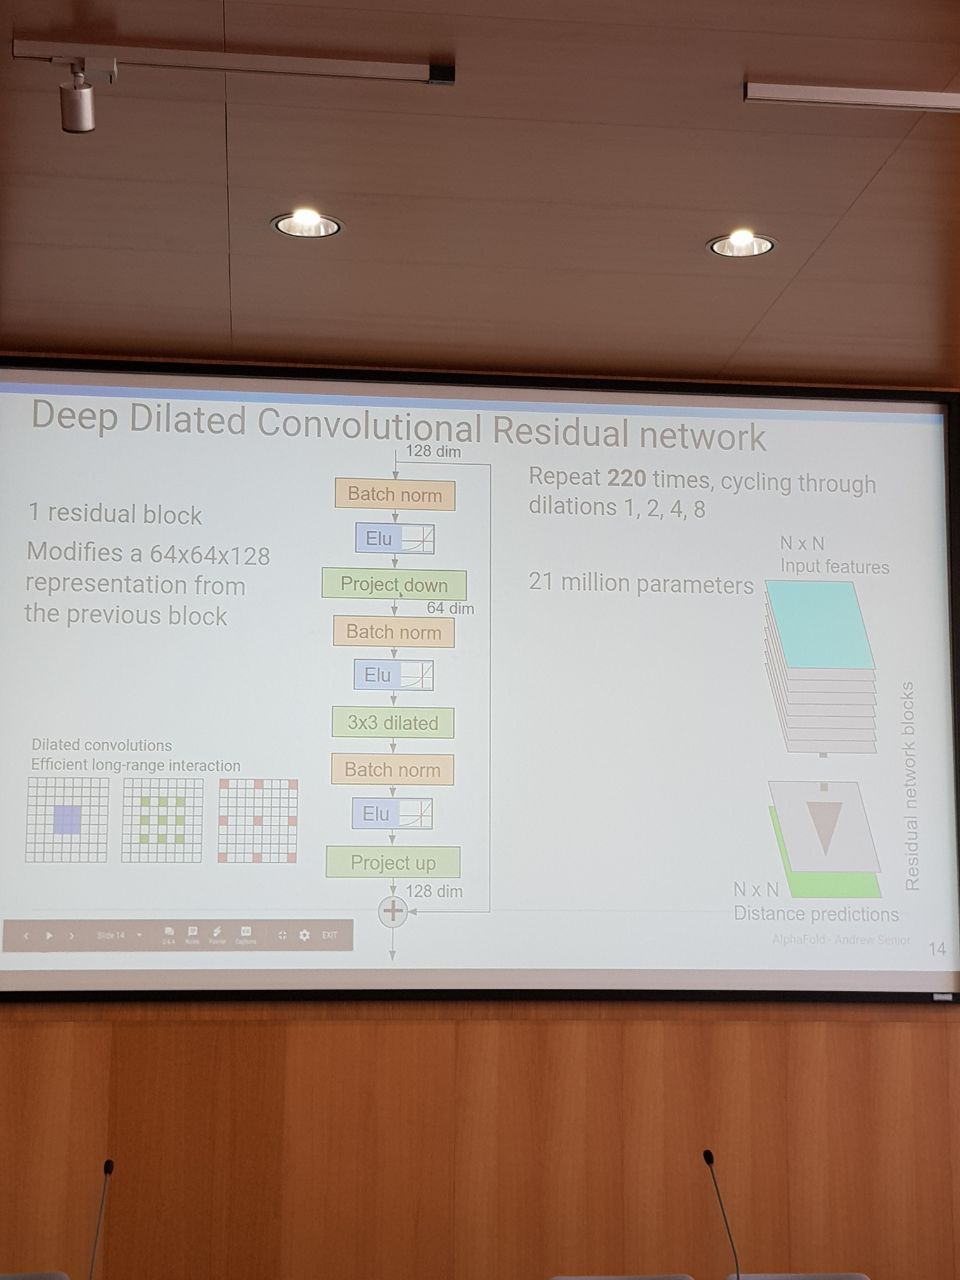 Deep Dilated Convolutional Residual network
1 residual block
Modifies a 64x64x128
representation from
the previous block
Dilated convolutions
Efficient long-range interaction
128 dim
Batch norm
Elu
Project down
64 dim
Batch norm
Elu
3x3 dilated
Batch norm
Elu
Project up
128 dim
+
Repeat 220 times, cycling through
dilations 1, 2, 4, 8
21 million parameters
N x N
Input features
Residual network blocks
N x N
Distance predictions
AlphaFold - Andrew Senior
14
Slide 14
Q & A
Notes
Pointer
Captions
EXIT